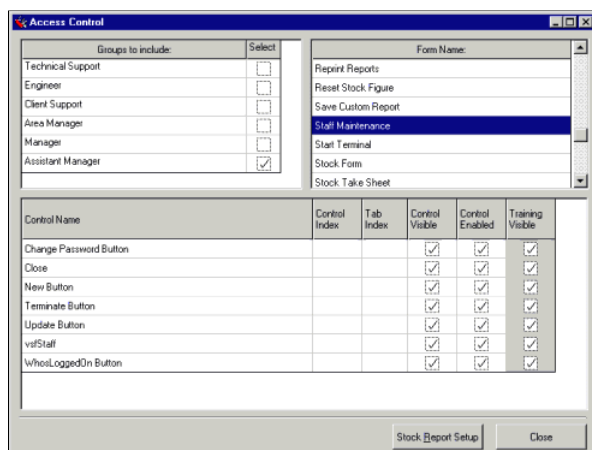 Access Control
Groups to include: Select
Technical Support
Engineer
Client Support
Area Manager
Manager
Assistant Manager
Form Name:
Reprint Reports
Reset Stock Figure
Save Custom Report
Staff Maintenance
Start Terminal
Stock Form
Stock Take Sheet
Control Name Control Index Tab Index Control Visible Control Enabled Training Visible
Change Password Button
Close
New Button
Terminate Button
Update Button
vsfStaff
WhosLoggedOn Button
Stock Report Setup Close